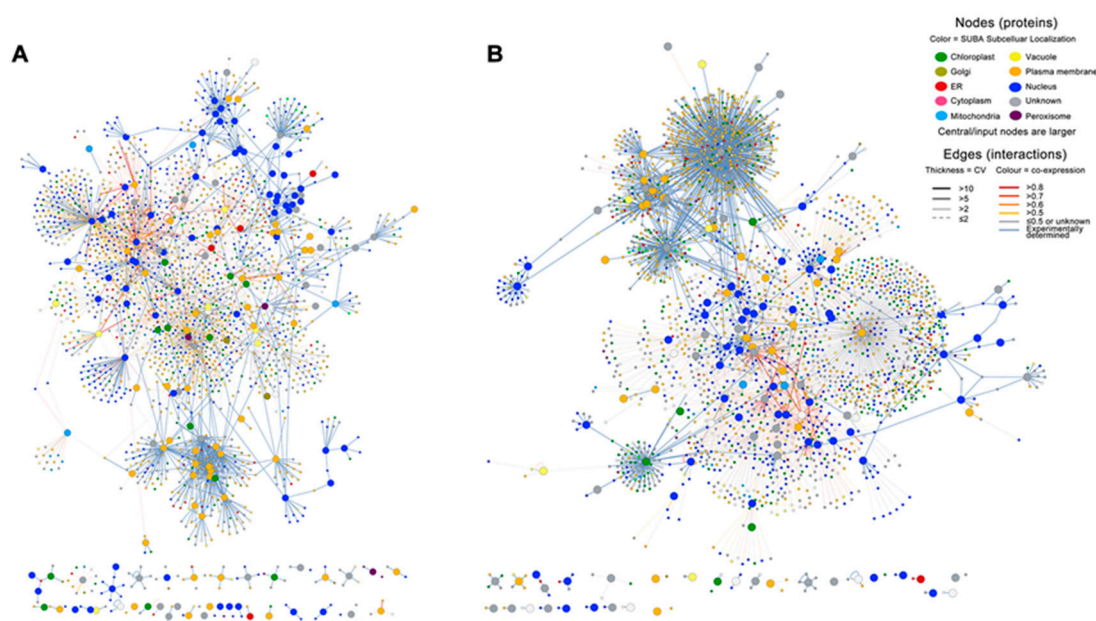 A
B
Nodes (proteins)
Color = SUBA Subcelluar Localization
Chloroplast
Vacuole
Golgi
Plasma membrane
ER
Nucleus
Cytoplasm
Unknown
Mitochondria
Peroxisome
Central/input nodes are larger
Edges (interactions)
Thickness = CV
Colour = co-expression
>10
>0.8
>5
>0.7
>2
>0.6
≤2
>0.5
≤0.5 or unknown
Experimentally
determined